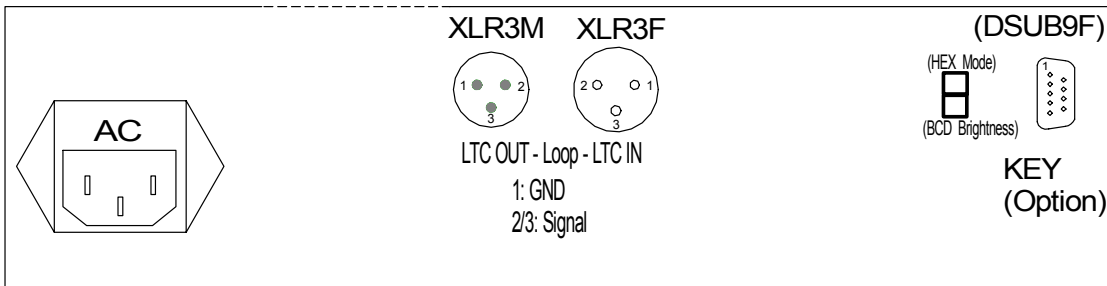 XLR3M XLR3F
(DSUB9F)
(HEX Mode)
1 2
3
2 1
3
1
AC
(BCD Brightness)
LTC OUT - Loop - LTC IN
KEY
(Option)
1: GND
2/3: Signal